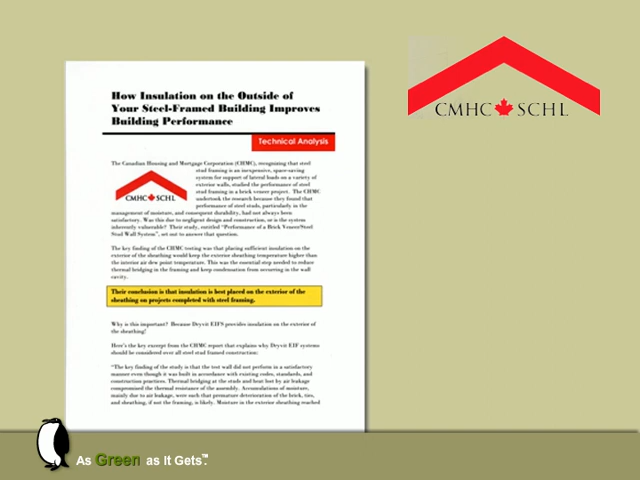 CMHC SCHL
How Insulation on the Outside of
Your Steel-Framed Building Improves
Building Performance
Technical Analysis
The Canadian Housing and Mortgage Corporation (CHMC), recognizing that steel
stud framing is an inexpensive, space-saving
system for support of lateral loads on a variety of
exterior walls, studied the performance of steel
stud framing in a brick veneer project. The CHMC
undertook the research because they found that
performance of steel studs, particularly in the
CMHC SCHL
management of moisture, and consequent durability, had not always been
satisfactory. Was this due to negligent design and construction, or is the system
inherently vulnerable? Their study, entitled "Performance of a Brick Veneer/Steel
Stud Wall System", set out to answer that question.
The key finding of the CHMC testing was that placing sufficient insulation on the
exterior of the sheathing would keep the exterior sheathing temperature higher than
the interior air dew point temperature. This was the essential step needed to reduce
thermal bridging in the framing and keep condensation from occurring in the wall
cavity.
Their conclusion is that insulation is best placed on the exterior of the
sheathing on projects completed with steel framing.
Why is this important? Because Dryvit EIFS provides insulation on the exterior of
the sheathing!
Here's the key excerpt from the CHMC report that explains why Dryvit EIF systems
should be considered over all steel stud framed construction:
"The key finding of the study is that the test wall did not perform in a satisfactory
manner even though it was built in accordance with existing codes, standards, and
construction practices. Thermal bridging at the studs and heat lost by air leakage
compromised the thermal resistance of the assembly. Accumulations of moisture,
mainly due to air leakage, were such that premature deterioration of the brick, ties,
and sheathing, if not the framing, is likely. Moisture in the exterior sheathing reached
As Green as It Gets.™